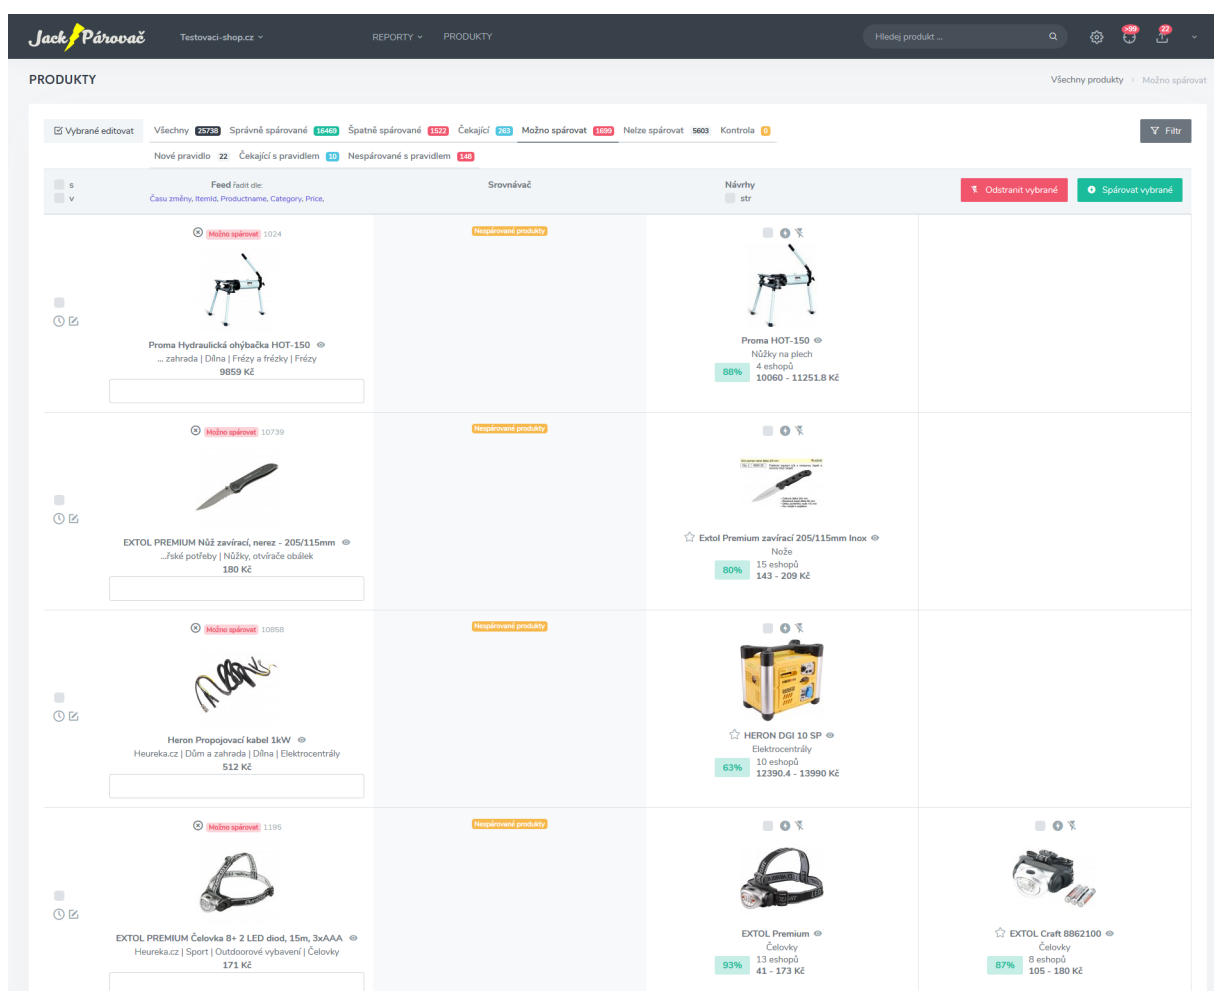 Jack Párovač
Testovaci-shop.cz
REPORTY
PRODUKTY
Hledej produkt ...
>99
22
PRODUKTY
Všechny produkty
Možno spárovat
Vybrané editovat
Všechny 25738 Správně spárované 16469 Špatně spárované 1522 Čekající 263 Možno spárovat 1699 Nelze spárovat 5603 Kontrola 0
Filtr
Nové pravidlo 22 Čekající s pravidlem 10 Nespárované s pravidlem 148
s
v
Feed řadit dle:
Času změny, ItemId, Productname, Category, Price,
Srovnávač
Návrhy
str
Odstranit vybrané
Spárovat vybrané
Možno spárovat 1024
Nespárované produkty
Proma Hydraulická ohýbačka HOT-150
... zahrada | Dílna | Frézy a frézky | Frézy
9859 Kč
Proma HOT-150
Nůžky na plech
88%
4 eshopů
10060 - 11251.8 Kč
Možno spárovat 10739
Nespárované produkty
EXTOL PREMIUM Nůž zavírací, nerez - 205/115mm
...řské potřeby | Nůžky, otvírače obálek
180 Kč
Extol Premium zavírací 205/115mm Inox
Nože
80%
15 eshopů
143 - 209 Kč
Možno spárovat 10858
Nespárované produkty
Heron Propojovací kabel 1kW
Heureka.cz | Dům a zahrada | Dílna | Elektrocentrály
512 Kč
HERON DGI 10 SP
Elektrocentrály
63%
10 eshopů
12390.4 - 13990 Kč
Možno spárovat 1195
Nespárované produkty
EXTOL PREMIUM Čelovka 8+ 2 LED diod, 15m, 3xAAA
Heureka.cz | Sport | Outdoorové vybavení | Čelovky
171 Kč
EXTOL Premium
Čelovky
93%
13 eshopů
41 - 173 Kč
EXTOL Craft 8862100
Čelovky
87%
8 eshopů
105 - 180 Kč